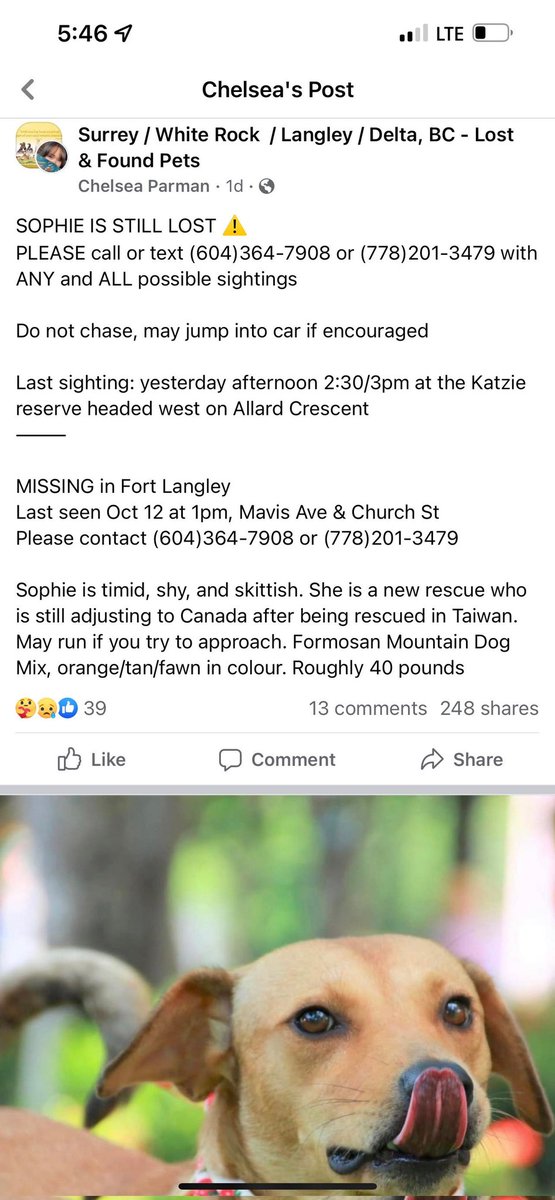 5:46
LTE
Chelsea's Post
Surrey / White Rock / Langley / Delta, BC - Lost
& Found Pets
Chelsea Parman · 1d ·
SOPHIE IS STILL LOST ⚠️
PLEASE call or text (604)364-7908 or (778)201-3479 with
ANY and ALL possible sightings
Do not chase, may jump into car if encouraged
Last sighting: yesterday afternoon 2:30/3pm at the Katzie
reserve headed west on Allard Crescent
MISSING in Fort Langley
Last seen Oct 12 at 1pm, Mavis Ave & Church St
Please contact (604)364-7908 or (778)201-3479
Sophie is timid, shy, and skittish. She is a new rescue who
is still adjusting to Canada after being rescued in Taiwan.
May run if you try to approach. Formosan Mountain Dog
Mix, orange/tan/fawn in colour. Roughly 40 pounds
39
13 comments 248 shares
Like Comment Share